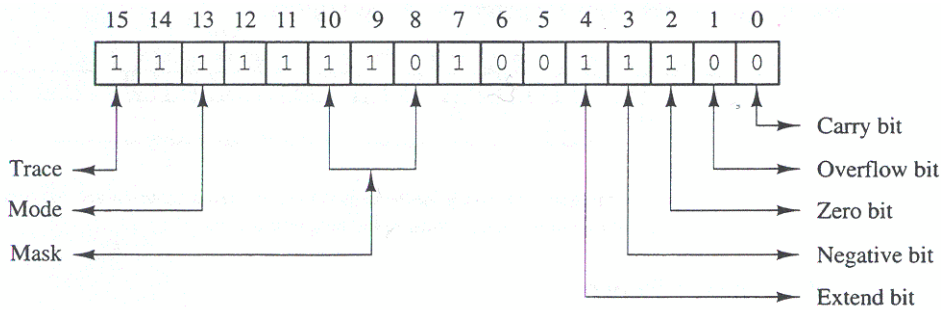 15 14 13 12 11 10 9 8 7 6 5 4 3 2 1 0
1 1 1 1 1 1 1 0 1 0 0 1 1 1 0 0
Carry bit
Trace
Overflow bit
Mode
Zero bit
Mask
Negative bit
Extend bit